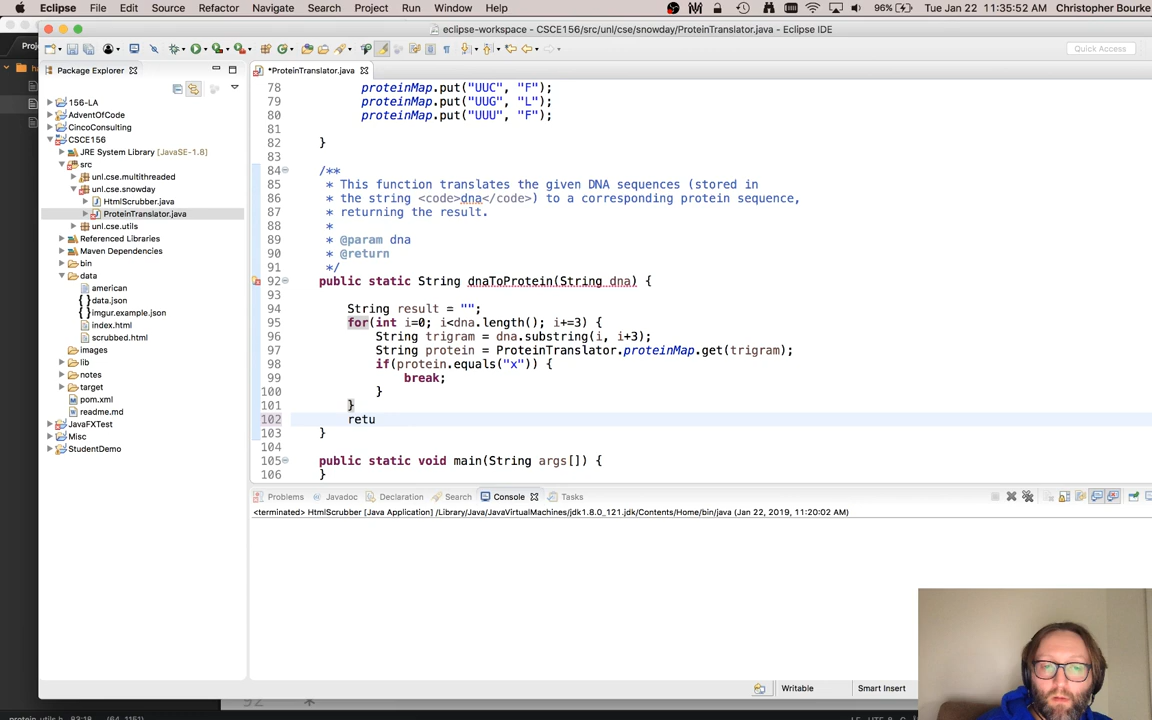 Eclipse File Edit Source Refactor Navigate Search Project Run Window Help 96% Tue Jan 22 11:35:52 AM Christopher Bourke
eclipse-workspace - CSCE156/src/unl/cse/snowday/ProteinTranslator.java - Eclipse IDE
Quick Access
Package Explorer
*ProteinTranslator.java
156-LA
AdventOfCode
CincoConsulting
CSCE156
JRE System Library [JavaSE-1.8]
src
unl.cse.multithreaded
unl.cse.snowday
HtmlScrubber.java
ProteinTranslator.java
unl.cse.utils
Referenced Libraries
Maven Dependencies
bin
data
american
data.json
imgur.example.json
index.html
scrubbed.html
images
lib
notes
target
pom.xml
readme.md
JavaFXTest
Misc
StudentDemo
78 proteinMap.put("UUC", "F");
79 proteinMap.put("UUG", "L");
80 proteinMap.put("UUU", "F");
81
82 }
83
84 /**
85 * This function translates the given DNA sequences (stored in
86 * the string <code>dna</code>) to a corresponding protein sequence,
87 * returning the result.
88 *
89 * @param dna
90 * @return
91 */
92 public static String dnaToProtein(String dna) {
93
94 String result = "";
95 for(int i=0; i<dna.length(); i+=3) {
96 String trigram = dna.substring(i, i+3);
97 String protein = ProteinTranslator.proteinMap.get(trigram);
98 if(protein.equals("x")) {
99 break;
100 }
101 }
102 retu
103 }
104
105 public static void main(String args[]) {
106 }
Problems Javadoc Declaration Search Console Tasks
<terminated> HtmlScrubber [Java Application] /Library/Java/JavaVirtualMachines/jdk1.8.0_121.jdk/Contents/Home/bin/java (Jan 22, 2019, 11:20:02 AM)
Writable Smart Insert